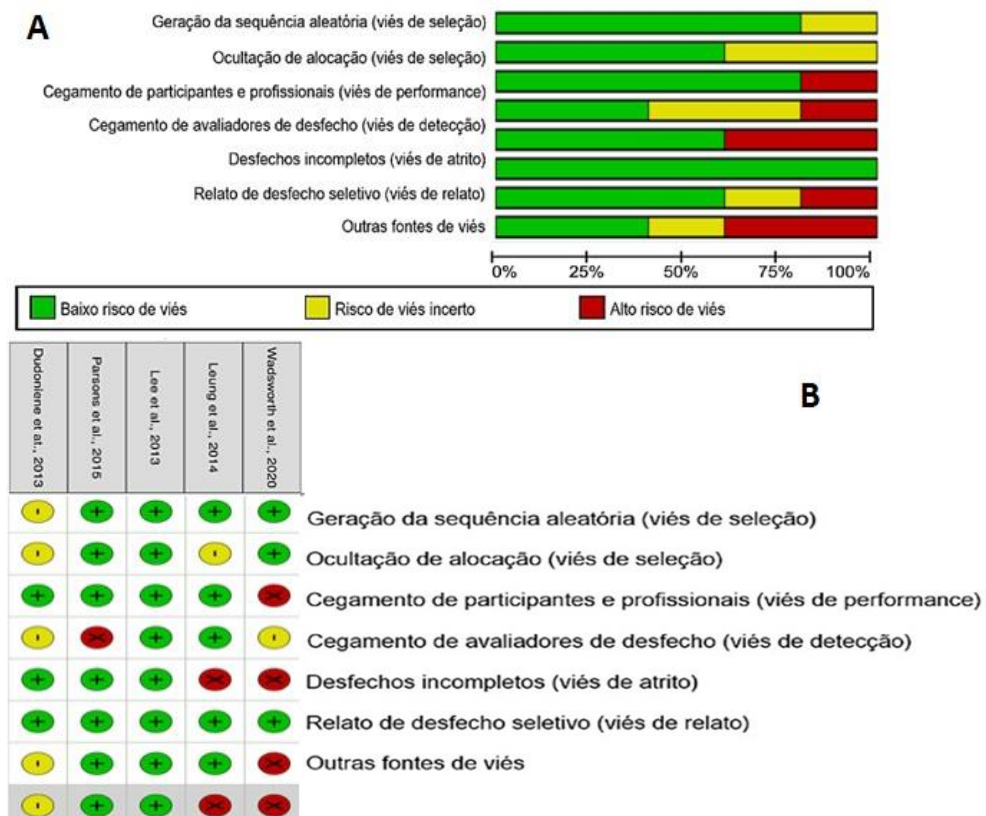 A
Geração da sequência aleatória (viés de seleção)
Ocultação de alocação (viés de seleção)
Cegamento de participantes e profissionais (viés de performance)
Cegamento de avaliadores de desfecho (viés de detecção)
Desfechos incompletos (viés de atrito)
Relato de desfecho seletivo (viés de relato)
Outras fontes de viés
0% 25% 50% 75% 100%
Baixo risco de viés Risco de viés incerto Alto risco de viés
B
Dudoniene et at., 2013
Parsons et al., 2015
Lee et al., 2013
Leung et al., 2014
Wadsworth et al., 2020
- + + + + Geração da sequência aleatória (viés de seleção)
- + + - + Ocultação de alocação (viés de seleção)
+ + + + X Cegamento de participantes e profissionais (viés de performance)
- X + + - Cegamento de avaliadores de desfecho (viés de detecção)
+ + + X X Desfechos incompletos (viés de atrito)
+ + + + + Relato de desfecho seletivo (viés de relato)
- + + + X Outras fontes de viés
- + + X X